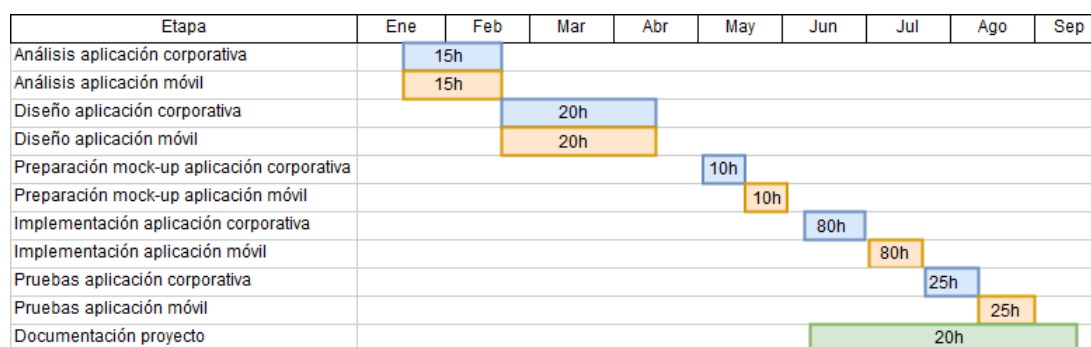 Etapa Ene Feb Mar Abr May Jun Jul Ago Sep
Análisis aplicación corporativa 15h
Análisis aplicación móvil 15h
Diseño aplicación corporativa 20h
Diseño aplicación móvil 20h
Preparación mock-up aplicación corporativa 10h
Preparación mock-up aplicación móvil 10h
Implementación aplicación corporativa 80h
Implementación aplicación móvil 80h
Pruebas aplicación corporativa 25h
Pruebas aplicación móvil 25h
Documentación proyecto 20h